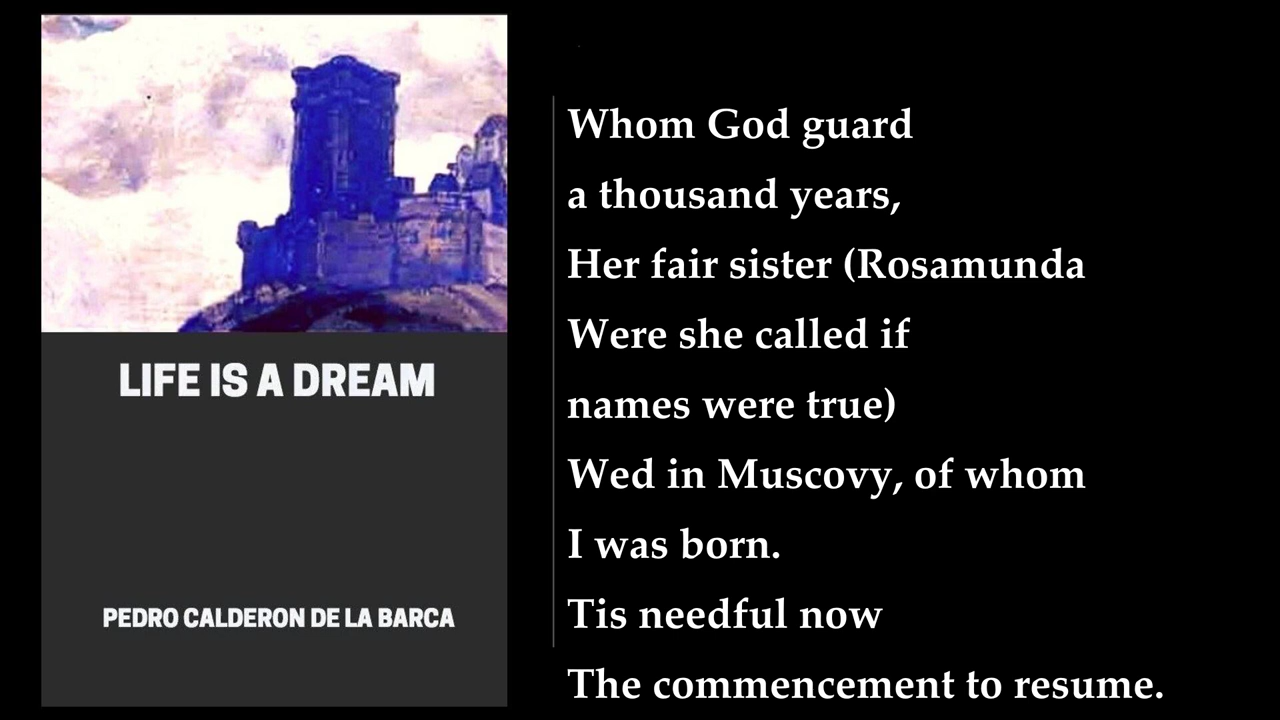 LIFE IS A DREAM
PEDRO CALDERON DE LA BARCA
Whom God guard
a thousand years,
Her fair sister (Rosamunda
Were she called if
names were true)
Wed in Muscovy, of whom
I was born.
Tis needful now
The commencement to resume.